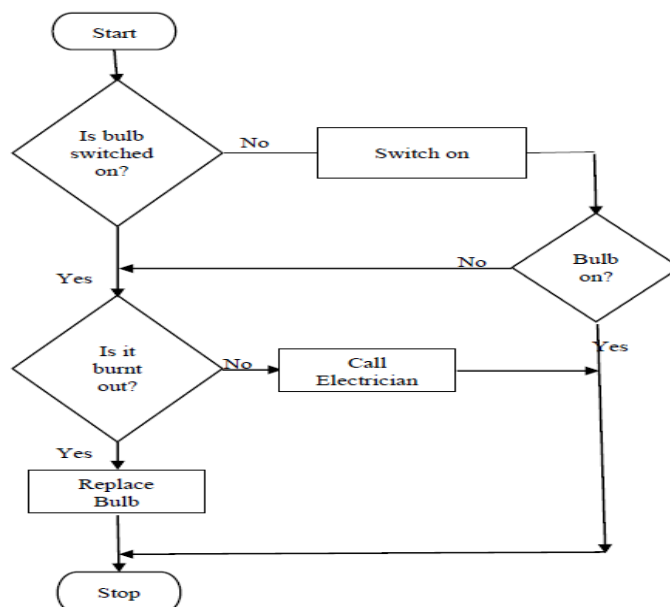 Start
Is bulb
switched
on?
No
Switch on
Yes
No
Bulb
on?
Is it
burnt
out?
No
Call
Electrician
Yes
Yes
Replace
Bulb
Stop